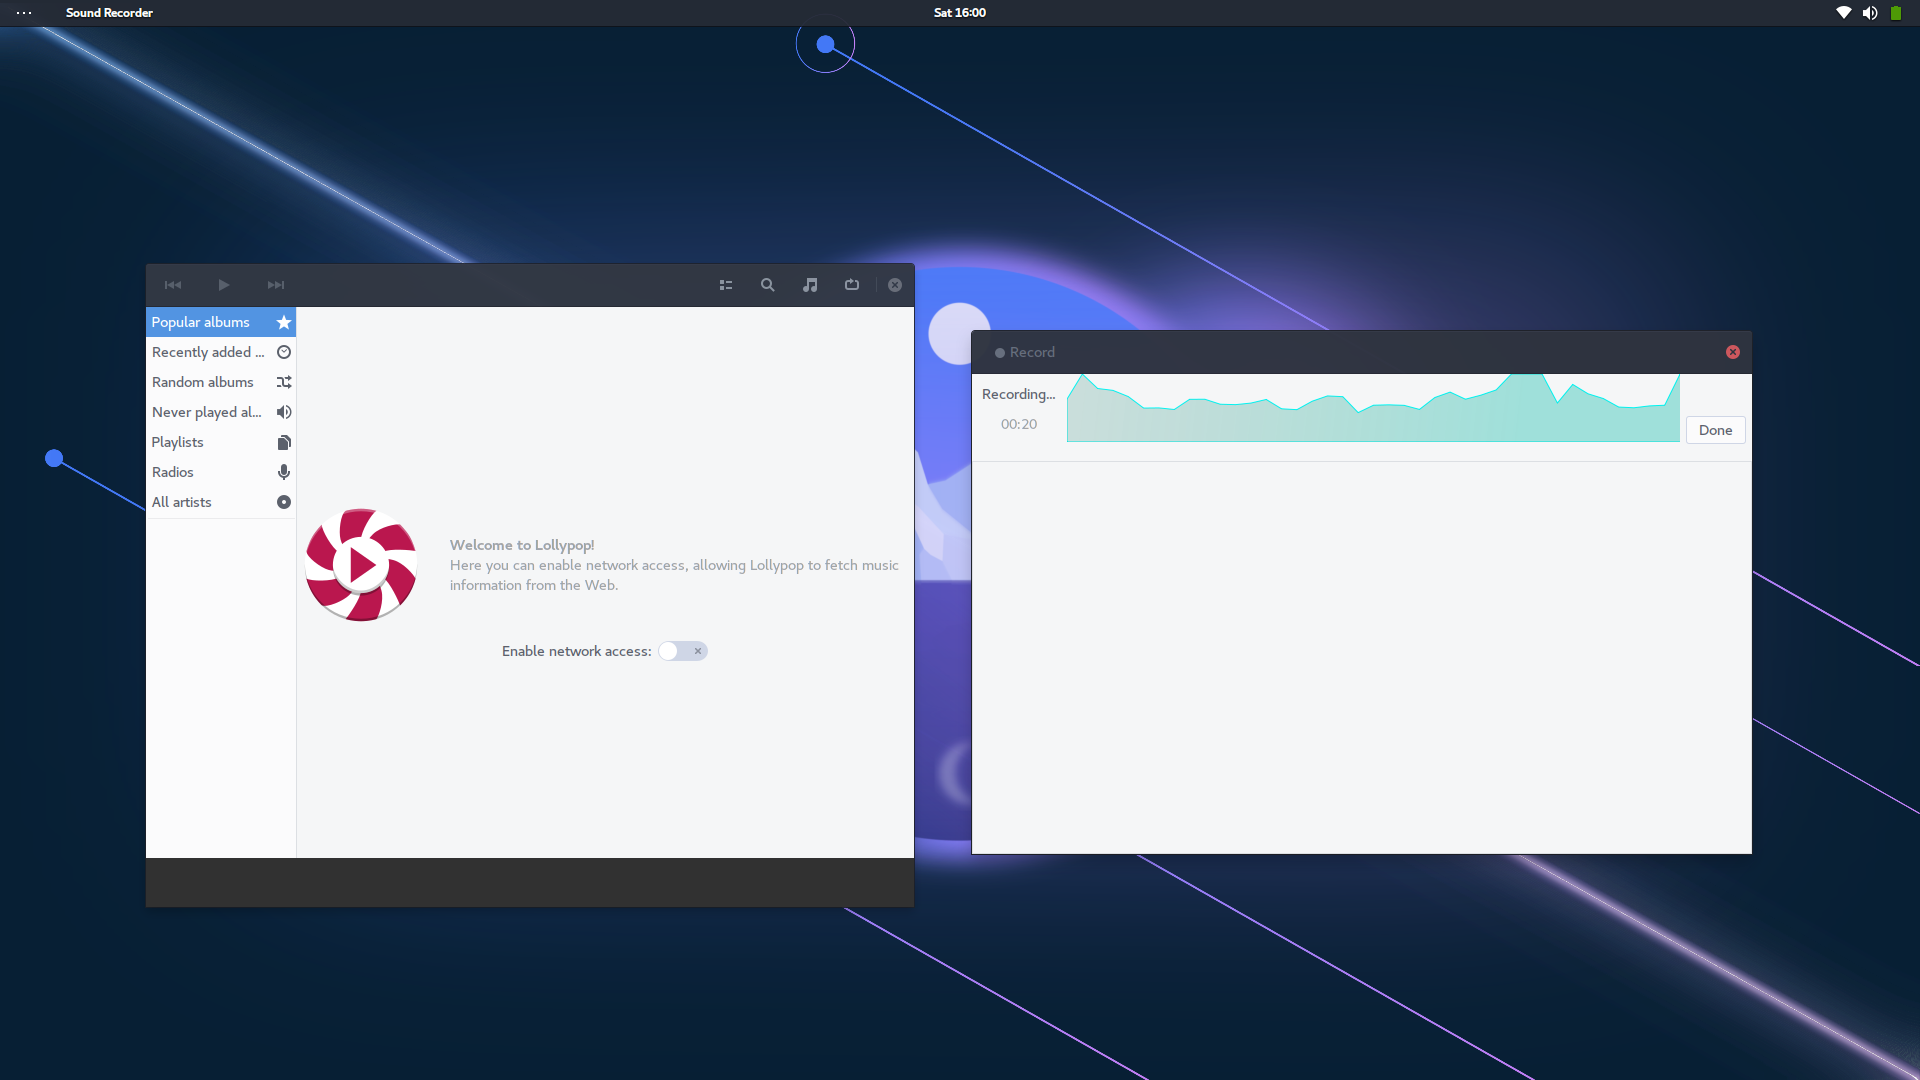 Sound Recorder
Sat 16:00
Popular albums
Recently added ...
Random albums
Never played al...
Playlists
Radios
All artists
Welcome to Lollypop!
Here you can enable network access, allowing Lollypop to fetch music
information from the Web.
Enable network access:
Record
Recording...
00:20
Done